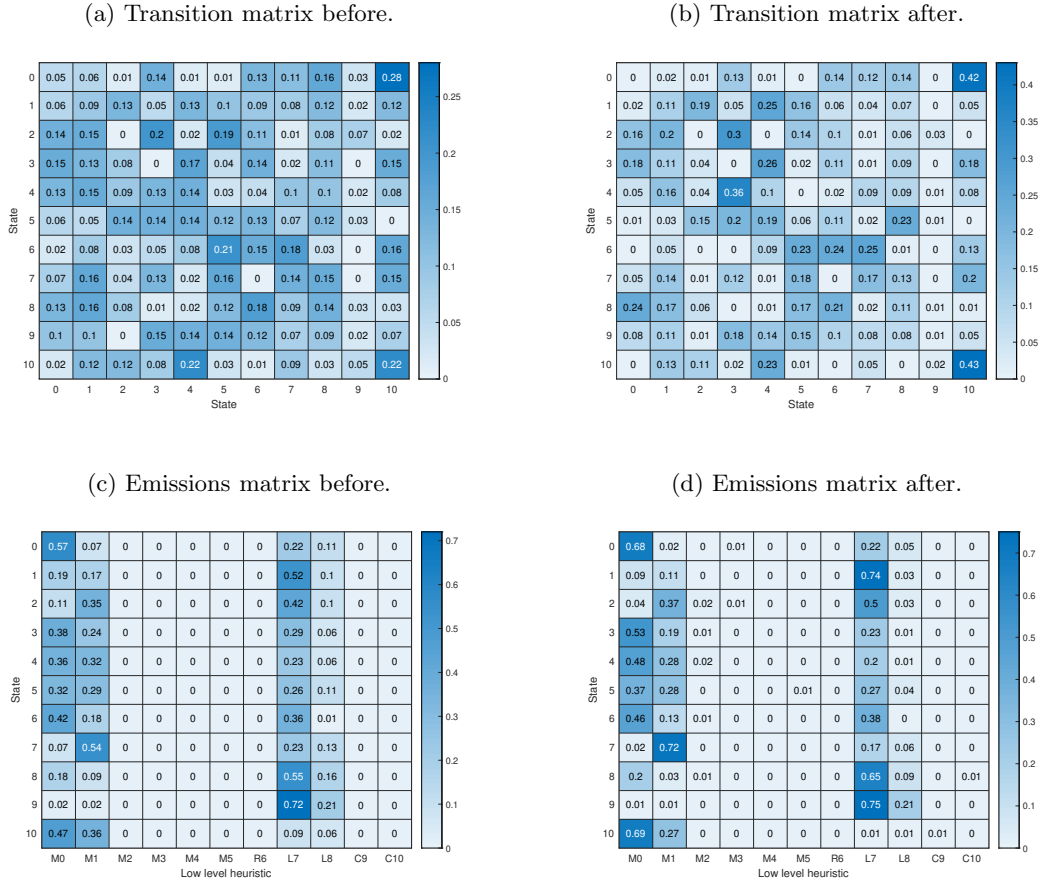 (a) Transition matrix before.
0 0.05 0.06 0.01 0.14 0.01 0.01 0.13 0.11 0.16 0.03 0.28
1 0.06 0.09 0.13 0.05 0.13 0.1 0.09 0.08 0.12 0.02 0.12
2 0.14 0.15 0 0.2 0.02 0.19 0.11 0.01 0.08 0.07 0.02
3 0.15 0.13 0.08 0 0.17 0.04 0.14 0.02 0.11 0 0.15
4 0.13 0.15 0.09 0.13 0.14 0.03 0.04 0.1 0.1 0.02 0.08
5 0.06 0.05 0.14 0.14 0.14 0.12 0.13 0.07 0.12 0.03 0
6 0.02 0.08 0.03 0.05 0.08 0.21 0.15 0.18 0.03 0 0.16
7 0.07 0.16 0.04 0.13 0.02 0.16 0 0.14 0.15 0 0.15
8 0.13 0.16 0.08 0.01 0.02 0.12 0.18 0.09 0.14 0.03 0.03
9 0.1 0.1 0 0.15 0.14 0.14 0.12 0.09 0.1 0.02 0.07
10 0.02 0.12 0.12 0.08 0.22 0.03 0.01 0.09 0.03 0.05 0.22
0 1 2 3 4 5 6 7 8 9 10
State
State
0.25
0.2
0.15
0.1
0.05
0
(b) Transition matrix after.
0 0 0.02 0.01 0.13 0.01 0 0.14 0.12 0.14 0 0.42
1 0.02 0.11 0.19 0.05 0.25 0.16 0.06 0.04 0.07 0 0.05
2 0.16 0.2 0 0.3 0 0.14 0.1 0.01 0.06 0.03 0
3 0.18 0.11 0.04 0 0.26 0.02 0.11 0.01 0.09 0 0.18
4 0.05 0.16 0.04 0.36 0.1 0 0.02 0.09 0.09 0.01 0.08
5 0.01 0.03 0.15 0.2 0.19 0.06 0.11 0.02 0.23 0.01 0
6 0 0.05 0 0 0.09 0.23 0.24 0.25 0.01 0 0.13
7 0.05 0.14 0.01 0.12 0.01 0.18 0 0.17 0.13 0 0.2
8 0.24 0.17 0.06 0 0.01 0.17 0.21 0.02 0.11 0.01 0.01
9 0.08 0.11 0.01 0.18 0.14 0.15 0.1 0.08 0.08 0.01 0.05
10 0 0.13 0.11 0.02 0.23 0.01 0 0.05 0 0.02 0.43
0 1 2 3 4 5 6 7 8 9 10
State
State
0.4
0.35
0.3
0.25
0.2
0.15
0.1
0.05
0
(c) Emissions matrix before.
0 0.57 0.07 0 0 0 0 0 0.22 0.11 0 0
1 0.19 0.17 0 0 0 0 0 0.52 0.1 0 0
2 0.11 0.35 0 0 0 0 0 0.42 0.1 0 0
3 0.38 0.24 0 0 0 0 0 0.29 0.06 0 0
4 0.36 0.32 0 0 0 0 0 0.23 0.06 0 0
5 0.32 0.29 0 0 0 0 0 0.26 0.11 0 0
6 0.42 0.18 0 0 0 0 0 0.36 0.01 0 0
7 0.07 0.54 0 0 0 0 0 0.23 0.13 0 0
8 0.18 0.09 0 0 0 0 0 0.55 0.16 0 0
9 0.02 0.02 0 0 0 0 0 0.72 0.21 0 0
10 0.47 0.36 0 0 0 0 0 0.09 0.06 0 0
M0 M1 M2 M3 M4 M5 R6 L7 L8 C9 C10
Low level heuristic
State
0.7
0.6
0.5
0.4
0.3
0.2
0.1
0
(d) Emissions matrix after.
0 0.68 0.02 0 0.01 0 0 0 0.22 0.05 0 0
1 0.09 0.11 0 0 0 0 0 0.74 0.03 0 0
2 0.04 0.37 0.02 0.01 0 0 0 0.5 0.03 0 0
3 0.53 0.19 0.01 0 0 0 0 0.23 0.01 0 0
4 0.48 0.28 0.02 0 0 0 0 0.2 0.01 0 0
5 0.37 0.28 0 0 0 0.01 0 0.27 0.04 0 0
6 0.46 0.13 0.01 0 0 0 0 0.38 0 0 0
7 0.02 0.72 0 0 0 0 0 0.17 0.06 0 0
8 0.2 0.03 0.01 0 0 0 0 0.65 0.09 0 0.01
9 0.01 0.01 0 0 0 0 0 0.75 0.21 0 0
10 0.69 0.27 0 0 0 0 0 0.01 0.01 0.01 0
M0 M1 M2 M3 M4 M5 R6 L7 L8 C9 C10
Low level heuristic
State
0.7
0.6
0.5
0.4
0.3
0.2
0.1
0